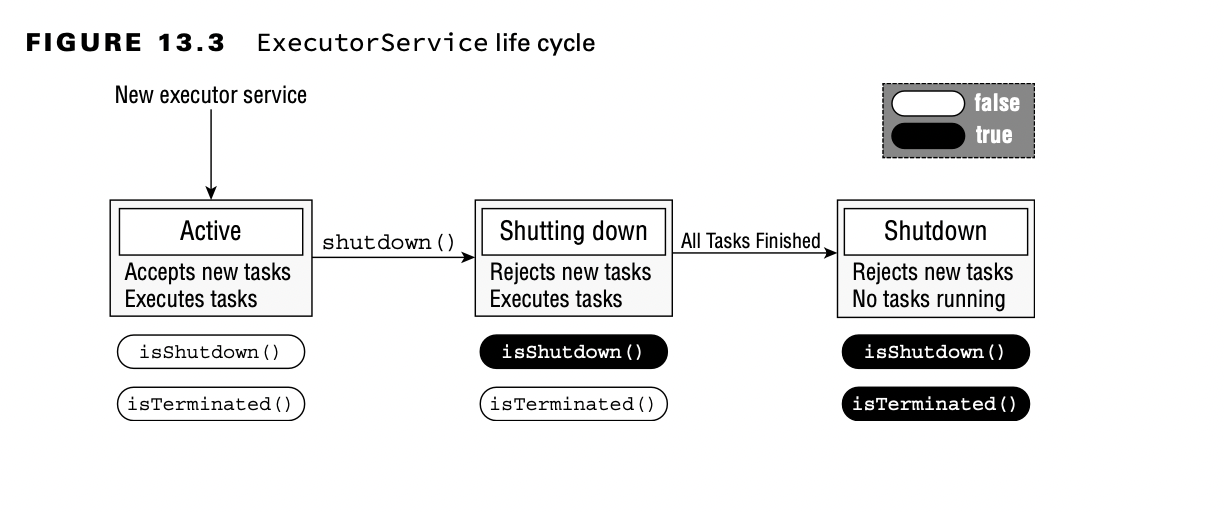 FIGURE 13.3 ExecutorService life cycle
New executor service
false
true
Active
Accepts new tasks
Executes tasks
isShutdown()
isTerminated()
shutdown()
Shutting down
Rejects new tasks
Executes tasks
isShutdown()
isTerminated()
All Tasks Finished
Shutdown
Rejects new tasks
No tasks running
isShutdown()
isTerminated()